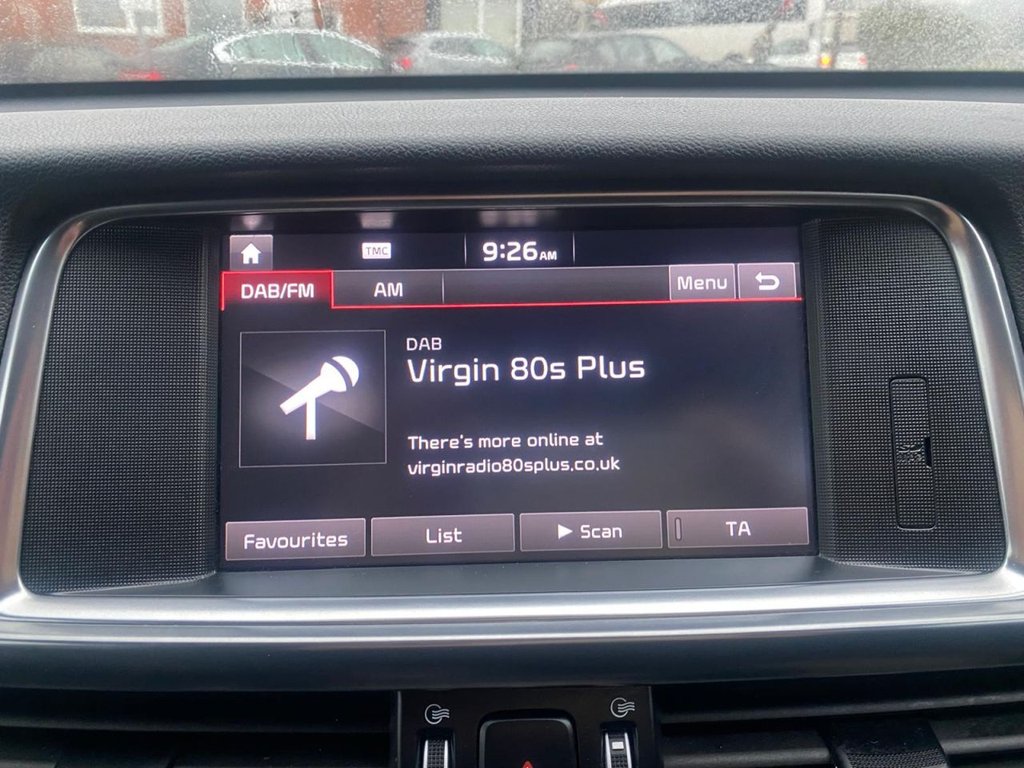 TMC
9:26 AM
DAB/FM AM Menu
DAB
Virgin 80s Plus
There's more online at
virginradio80splus.co.uk
Favourites List Scan TA